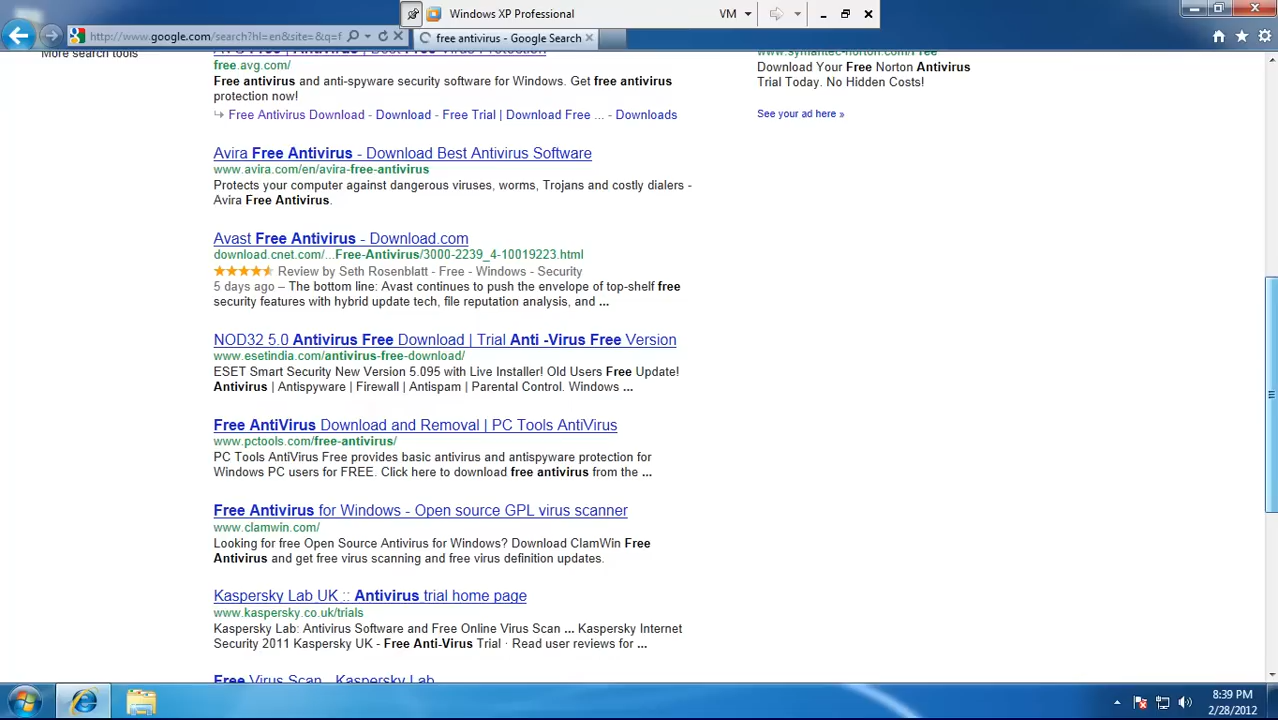 Windows XP Professional
VM
http://www.google.com/search?hl=en&site=&q=f
free antivirus - Google Search
More search tools
free.avg.com/
Free antivirus and anti-spyware security software for Windows. Get free antivirus
protection now!
Free Antivirus Download - Download - Free Trial | Download Free ... - Downloads
Avira Free Antivirus - Download Best Antivirus Software
www.avira.com/en/avira-free-antivirus
Protects your computer against dangerous viruses, worms, Trojans and costly dialers -
Avira Free Antivirus.
Avast Free Antivirus - Download.com
download.cnet.com/...Free-Antivirus/3000-2239_4-10019223.html
Review by Seth Rosenblatt - Free - Windows - Security
5 days ago – The bottom line: Avast continues to push the envelope of top-shelf free
security features with hybrid update tech, file reputation analysis, and ...
NOD32 5.0 Antivirus Free Download | Trial Anti -Virus Free Version
www.esetindia.com/antivirus-free-download/
ESET Smart Security New Version 5.095 with Live Installer! Old Users Free Update!
Antivirus | Antispyware | Firewall | Antispam | Parental Control. Windows ...
Free AntiVirus Download and Removal | PC Tools AntiVirus
www.pctools.com/free-antivirus/
PC Tools AntiVirus Free provides basic antivirus and antispyware protection for
Windows PC users for FREE. Click here to download free antivirus from the ...
Free Antivirus for Windows - Open source GPL virus scanner
www.clamwin.com/
Looking for free Open Source Antivirus for Windows? Download ClamWin Free
Antivirus and get free virus scanning and free virus definition updates.
Kaspersky Lab UK :: Antivirus trial home page
www.kaspersky.co.uk/trials
Kaspersky Lab: Antivirus Software and Free Online Virus Scan ... Kaspersky Internet
Security 2011 Kaspersky UK - Free Anti-Virus Trial · Read user reviews for ...
Free Virus Scan - Kaspersky Lab
www.symantec-norton.com/Free
Download Your Free Norton Antivirus
Trial Today. No Hidden Costs!
See your ad here »
8:39 PM
2/28/2012